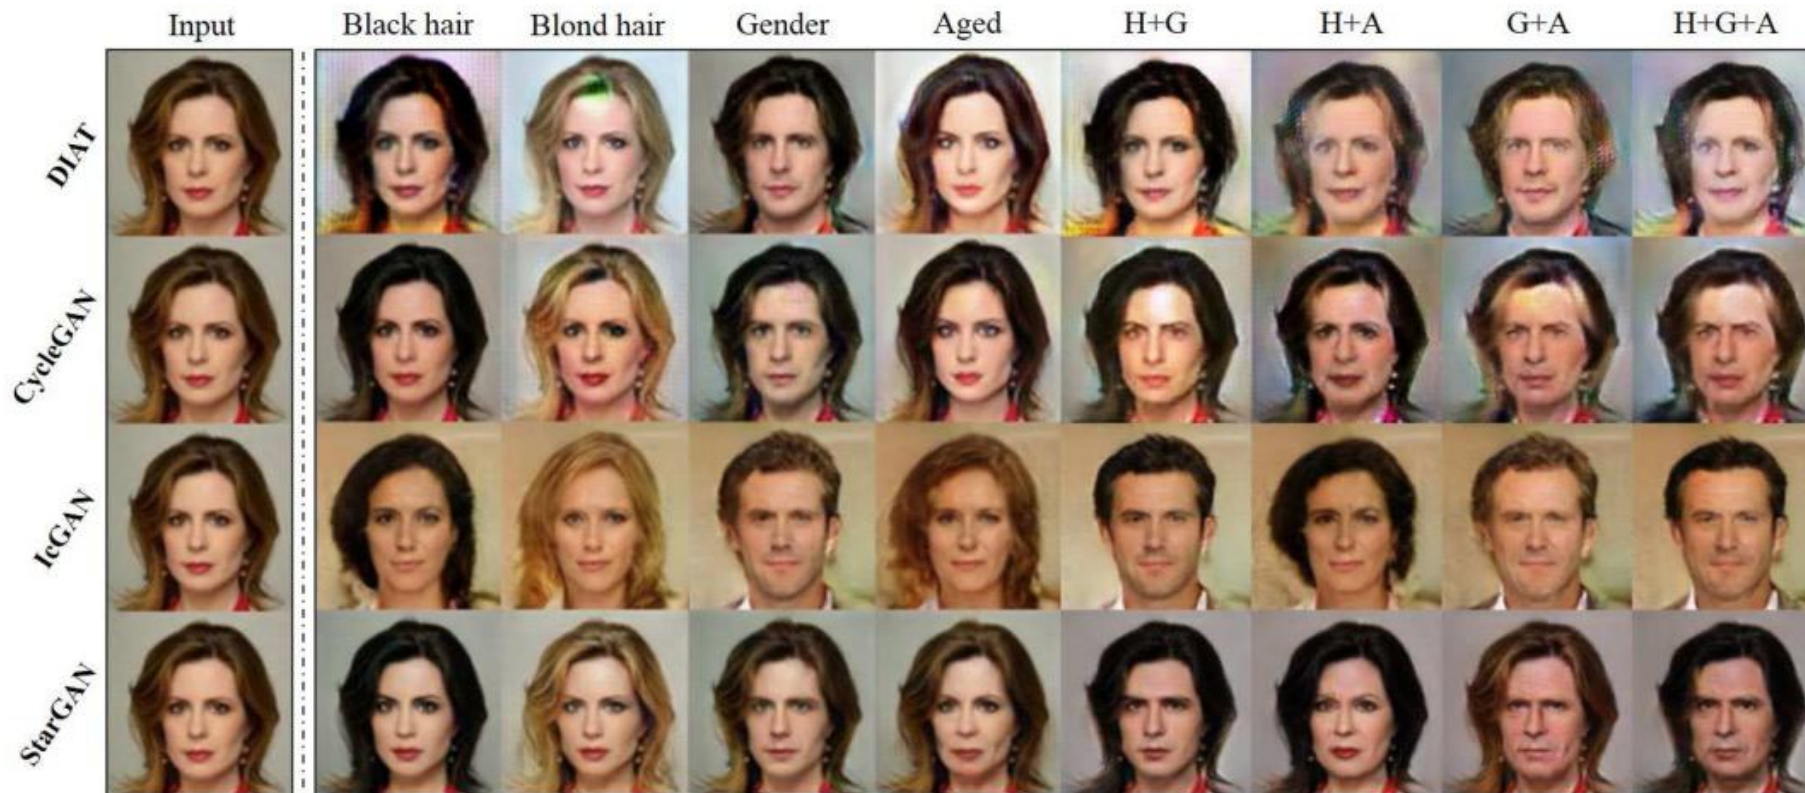 Input Black hair Blond hair Gender Aged H+G H+A G+A H+G+A
DIAT
CycleGAN
IcGAN
StarGAN